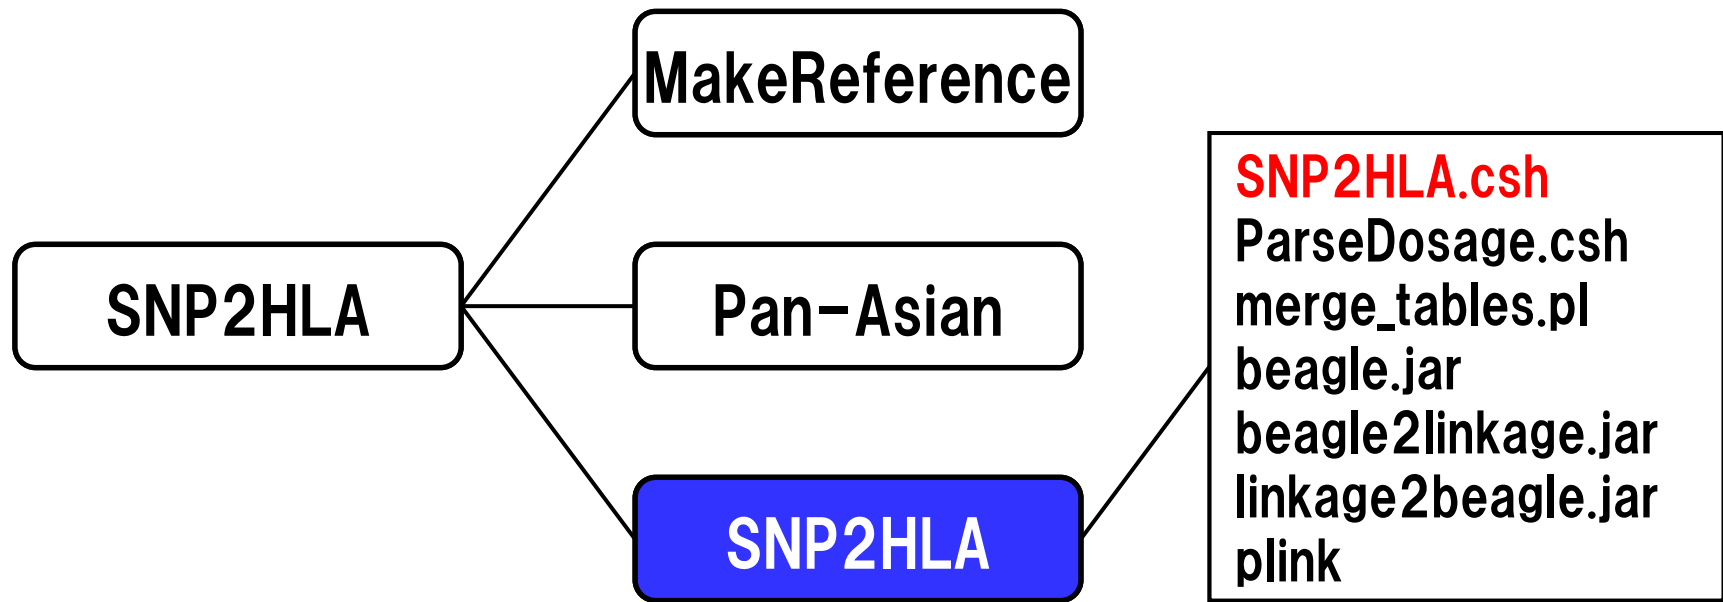 MakeReference
SNP2HLA
Pan-Asian
SNP2HLA
SNP2HLA.csh
ParseDosage.csh
merge_tables.pl
beagle.jar
beagle2linkage.jar
linkage2beagle.jar
plink